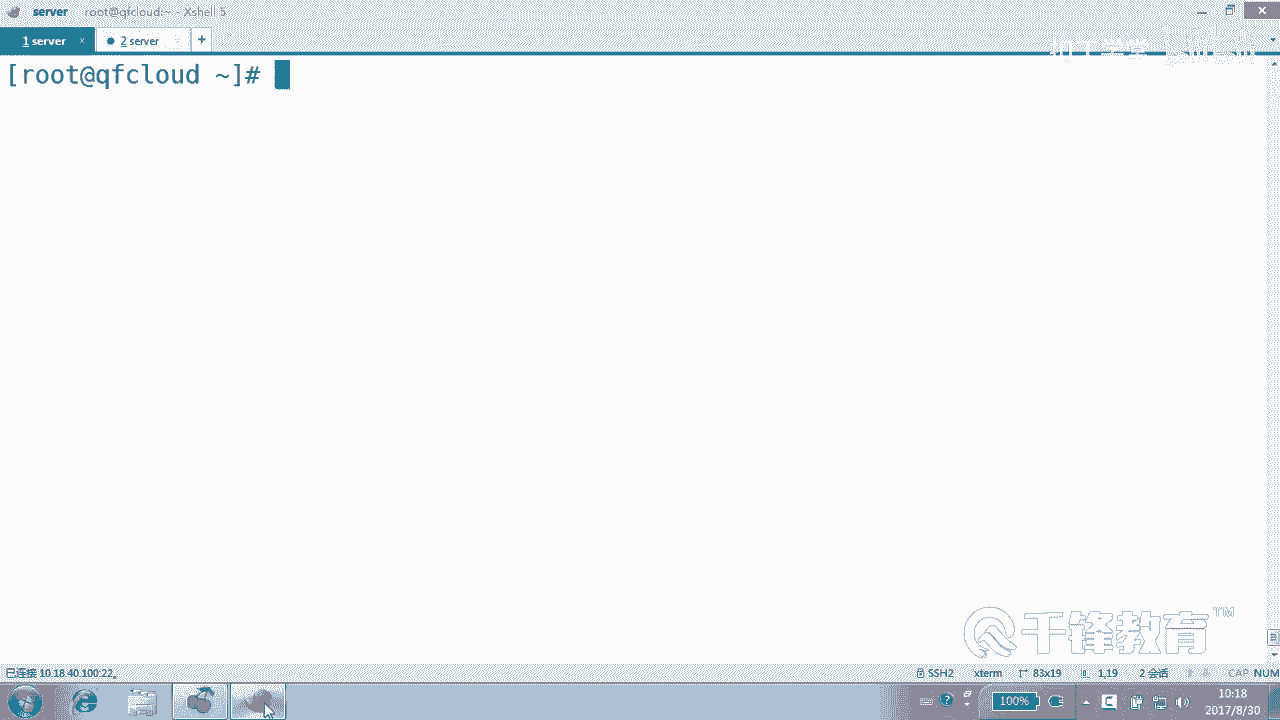 server root@qfcloud:~ - Xshell 5
1 server × 2 server × +
[root@qfcloud ~]#
千锋教育™
已连接 10.18.40.100:22。 SSH2 xterm 83x19 1,19 2 会话 CAP NUM
100% 10:18
2017/8/30